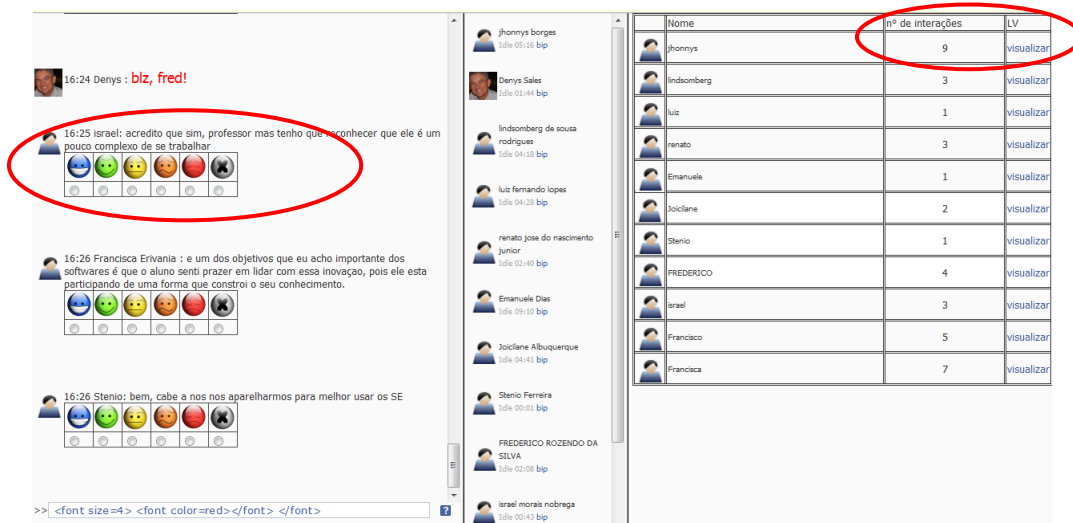 16:24 Denys : blz, fred!
16:25 israel: acredito que sim, professor mas tenho que reconhecer que ele é um
pouco complexo de se trabalhar
16:26 Francisca Erivania : e um dos objetivos que eu acho importante dos
softwares é que o aluno senti prazer em lidar com essa inovaçao, pois ele esta
participando de uma forma que constroi o seu conhecimento.
16:26 Stenio: bem, cabe a nos nos aparelharmos para melhor usar os SE
>> <font size=4> <font color=red></font> </font> ?
jhonnys borges
Idle 05:16 bip
Denys Sales
Idle 01:44 bip
lindsomberg de sousa
rodrigues
Idle 04:18 bip
luiz fernando lopes
Idle 04:28 bip
renato jose do nascimento
junior
Idle 02:40 bip
Emanuele Dias
Idle 09:10 bip
Joicilane Albuquerque
Idle 04:41 bip
Stenio Ferreira
Idle 00:01 bip
FREDERICO ROZENDO DA
SILVA
Idle 02:08 bip
israel morais nobrega
Idle 00:43 bip
Nome nº de interações LV
jhonnys 9 visualizar
lindsomberg 3 visualizar
luiz 1 visualizar
renato 3 visualizar
Emanuele 1 visualizar
Joicilane 2 visualizar
Stenio 1 visualizar
FREDERICO 4 visualizar
israel 3 visualizar
Francisco 5 visualizar
Francisca 7 visualizar